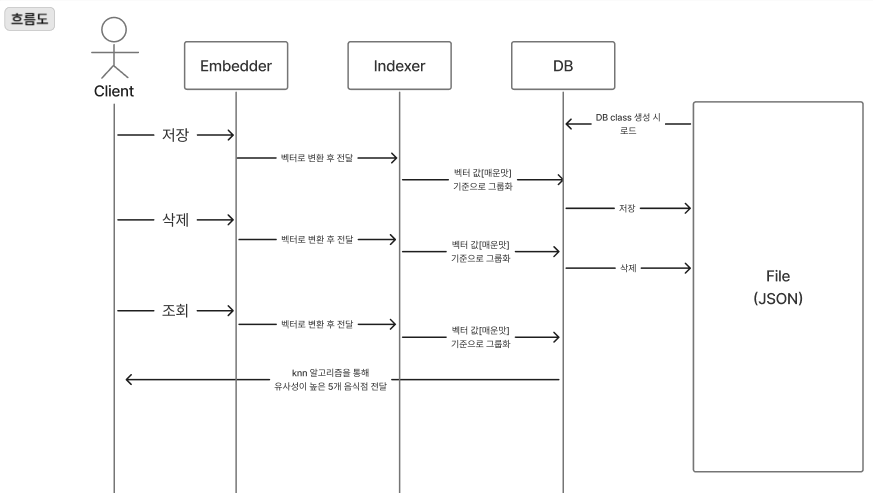 흐름도
Client
Embedder
Indexer
DB
DB class 생성 시
로드
저장
벡터로 변환 후 전달
벡터 값[매운맛]
기준으로 그룹화
저장
삭제
벡터로 변환 후 전달
벡터 값[매운맛]
기준으로 그룹화
삭제
File
(JSON)
조회
벡터로 변환 후 전달
벡터 값[매운맛]
기준으로 그룹화
knn 알고리즘을 통해
유사성이 높은 5개 음식점 전달